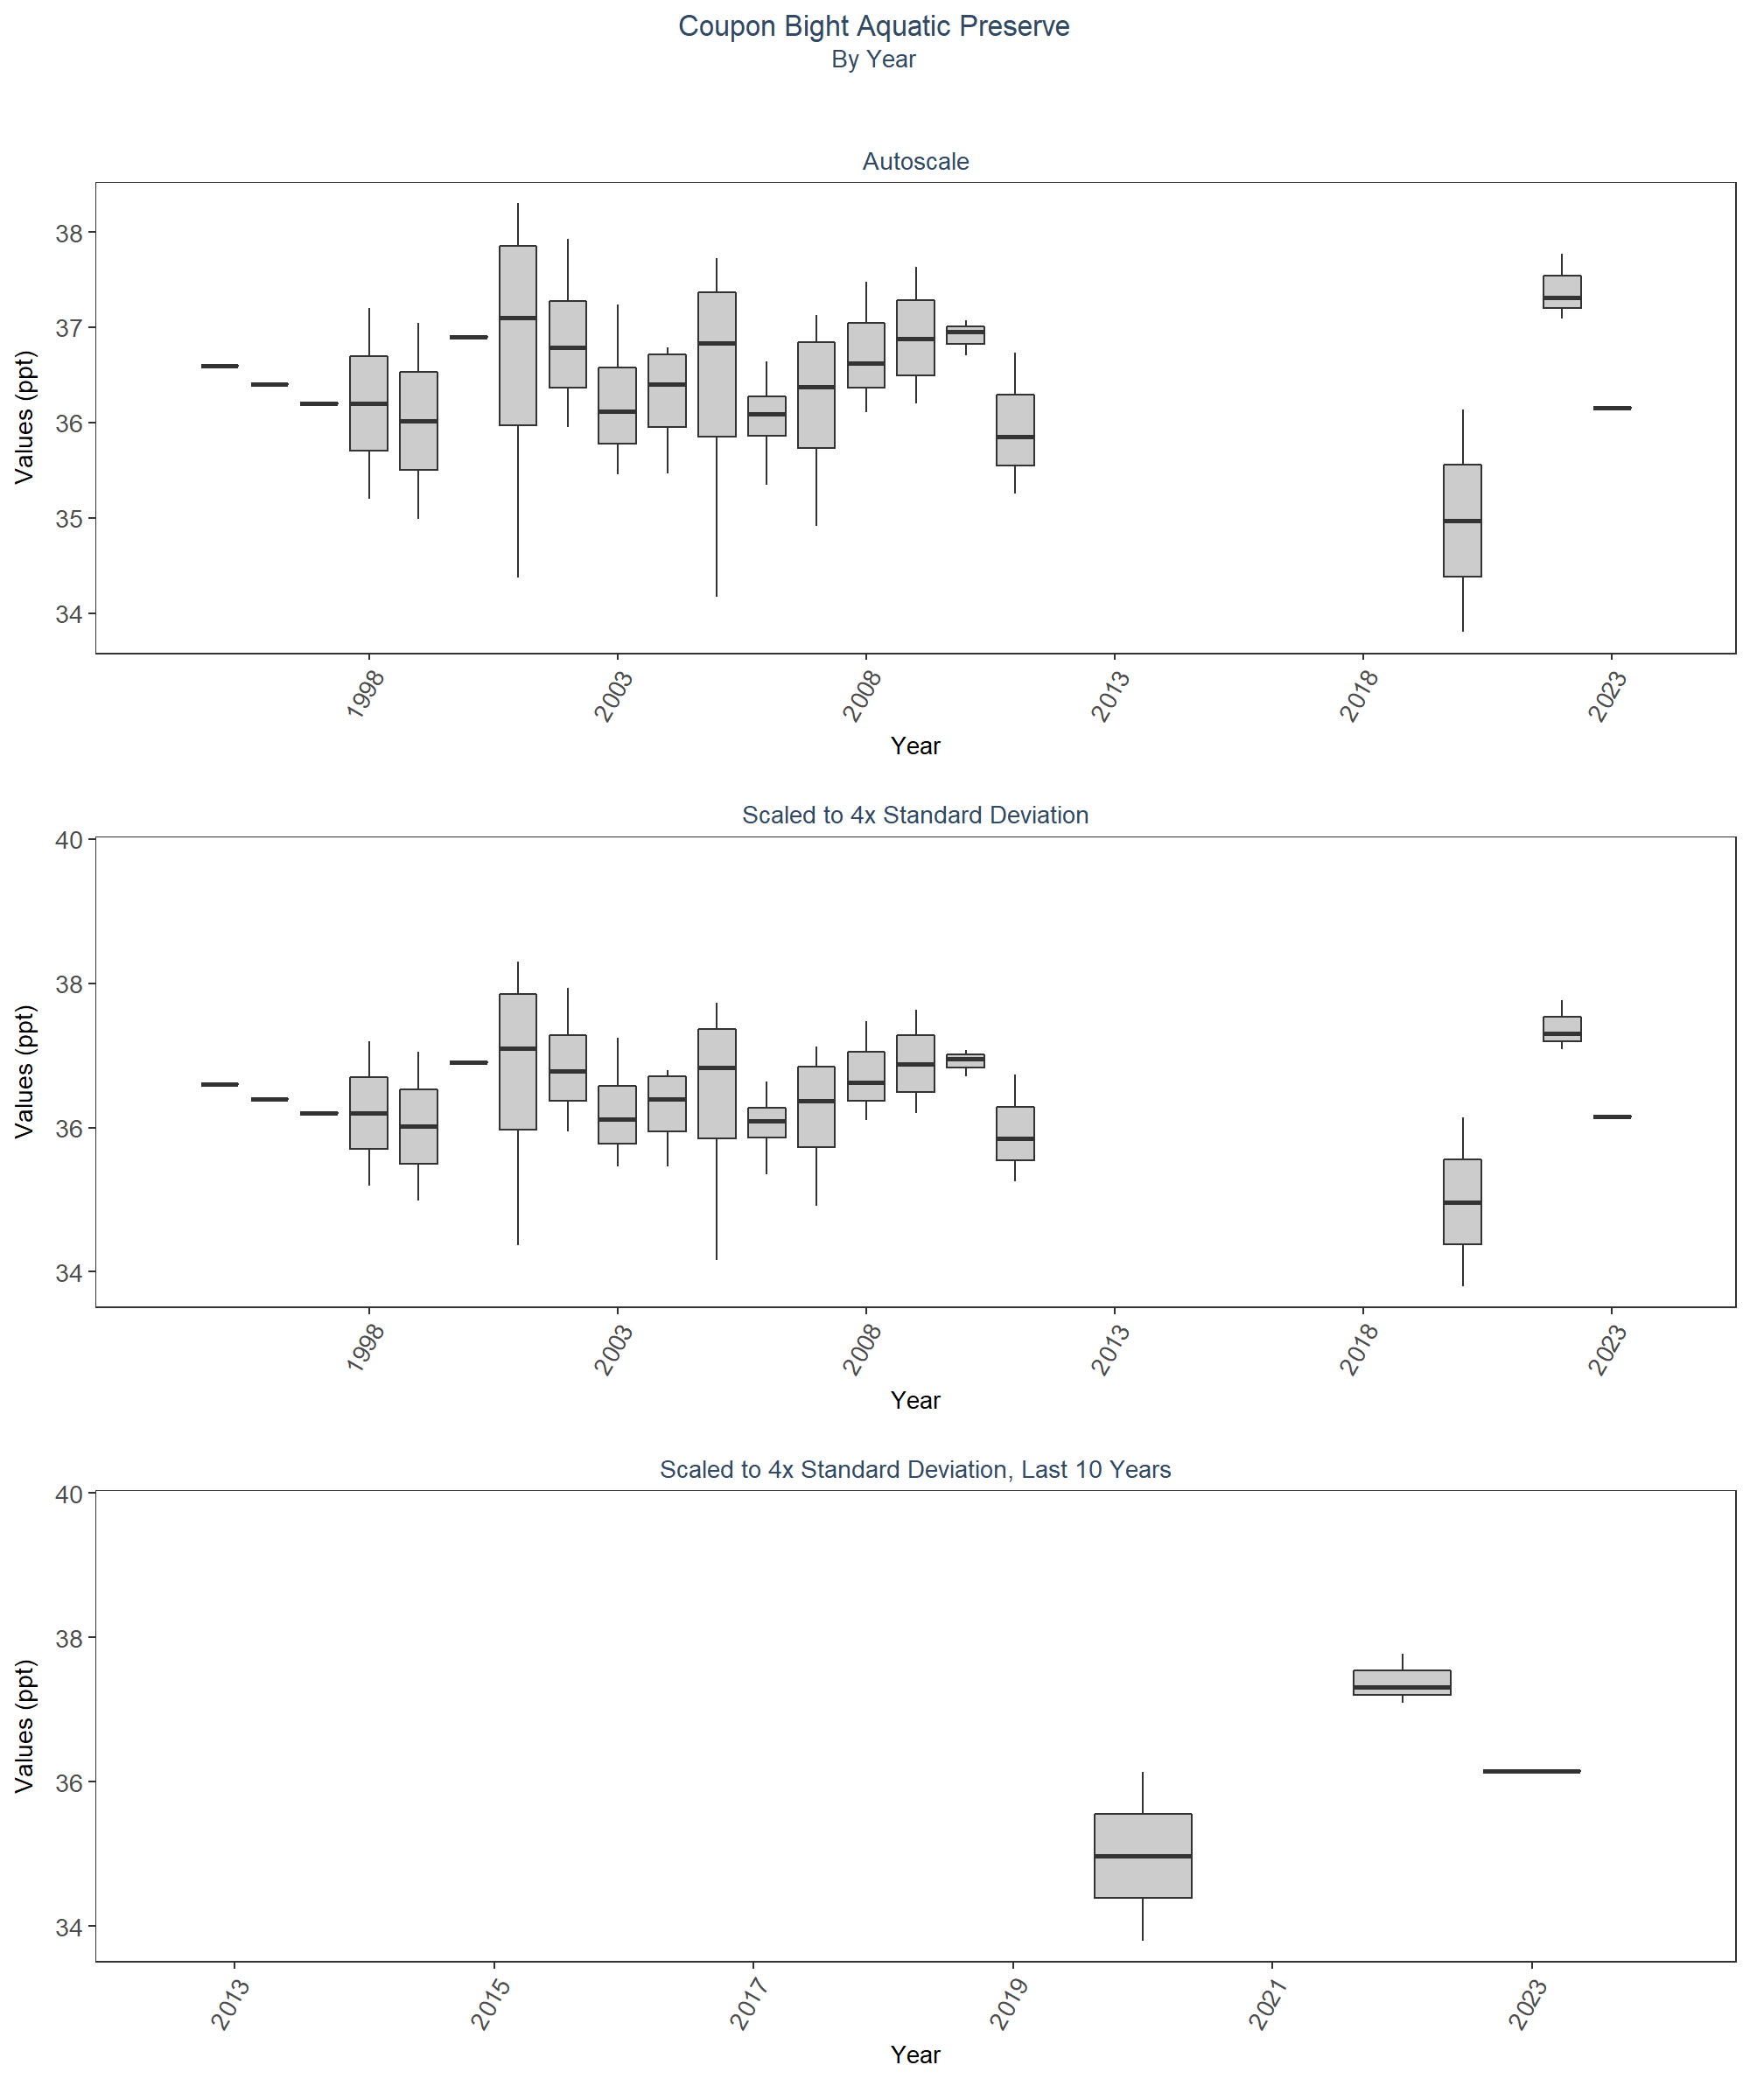 Coupon Bight Aquatic Preserve
By Year
Autoscale
Values (ppt)
38
37
36
35
34
1998
2003
2008
2013
2018
2023
Year
Scaled to 4x Standard Deviation
Values (ppt)
40
38
36
34
1998
2003
2008
2013
2018
2023
Year
Scaled to 4x Standard Deviation, Last 10 Years
Values (ppt)
40
38
36
34
2013
2015
2017
2019
2021
2023
Year